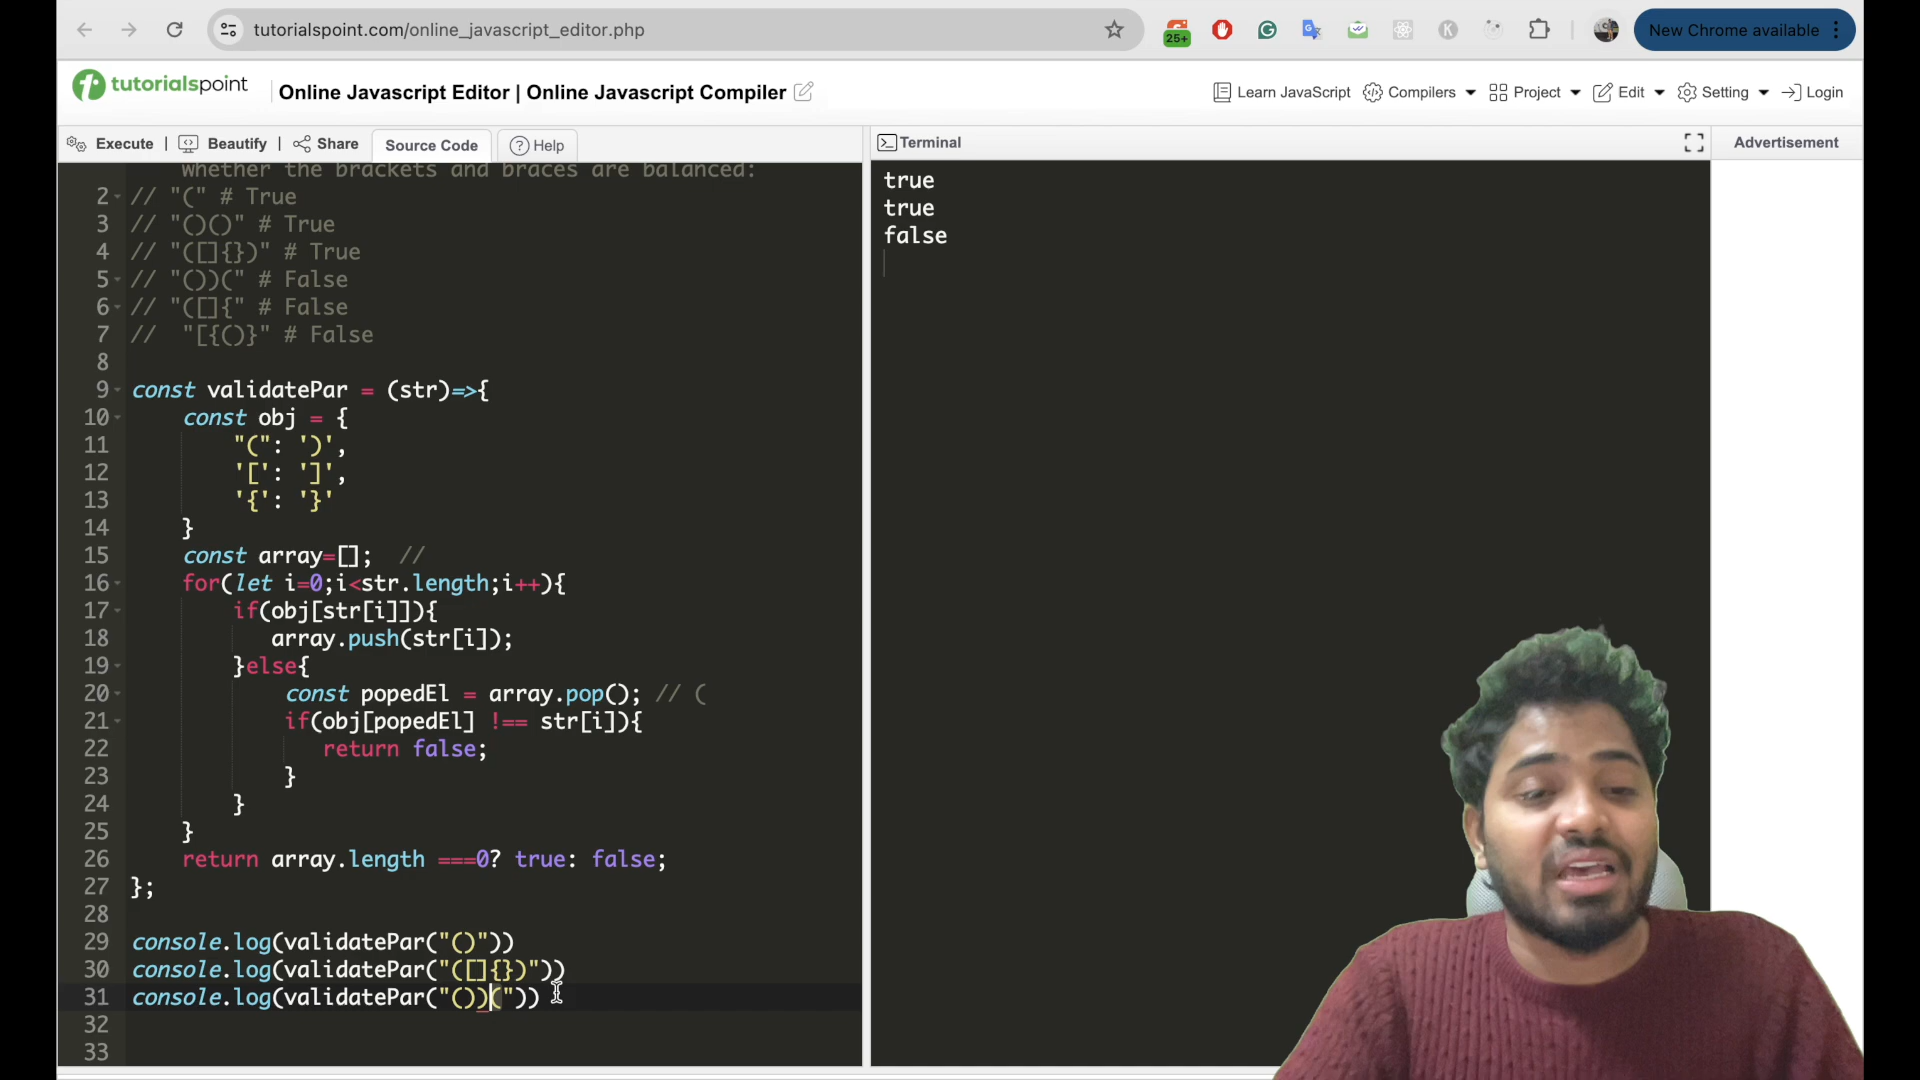 tutorialspoint.com/online_javascript_editor.php
25+
K
New Chrome available
tutorialspoint
Online Javascript Editor | Online Javascript Compiler
Learn JavaScript Compilers Project Edit Setting Login
Execute | Beautify | Share Source Code Help
Terminal
Advertisement
whether the brackets and braces are balanced:
2 // "(" # True
3 // "()()" # True
4 // "([]{})" # True
5 // "())(" # False
6 // "([]{" # False
7 //  "[{()}" # False
8
9 const validatePar = (str)=>{
10     const obj = {
11         "(": ')',
12         '[': ']',
13         '{': '}'
14     }
15     const array=[];  //
16     for(let i=0;i<str.length;i++){
17         if(obj[str[i]]){
18            array.push(str[i]);
19         }else{
20             const popedEl = array.pop(); // (
21             if(obj[popedEl] !== str[i]){
22                return false;
23             }
24         }
25     }
26     return array.length ===0? true: false;
27 };
28
29 console.log(validatePar("()"))
30 console.log(validatePar("([]{})"))
31 console.log(validatePar("())("))
32
33
true
true
false